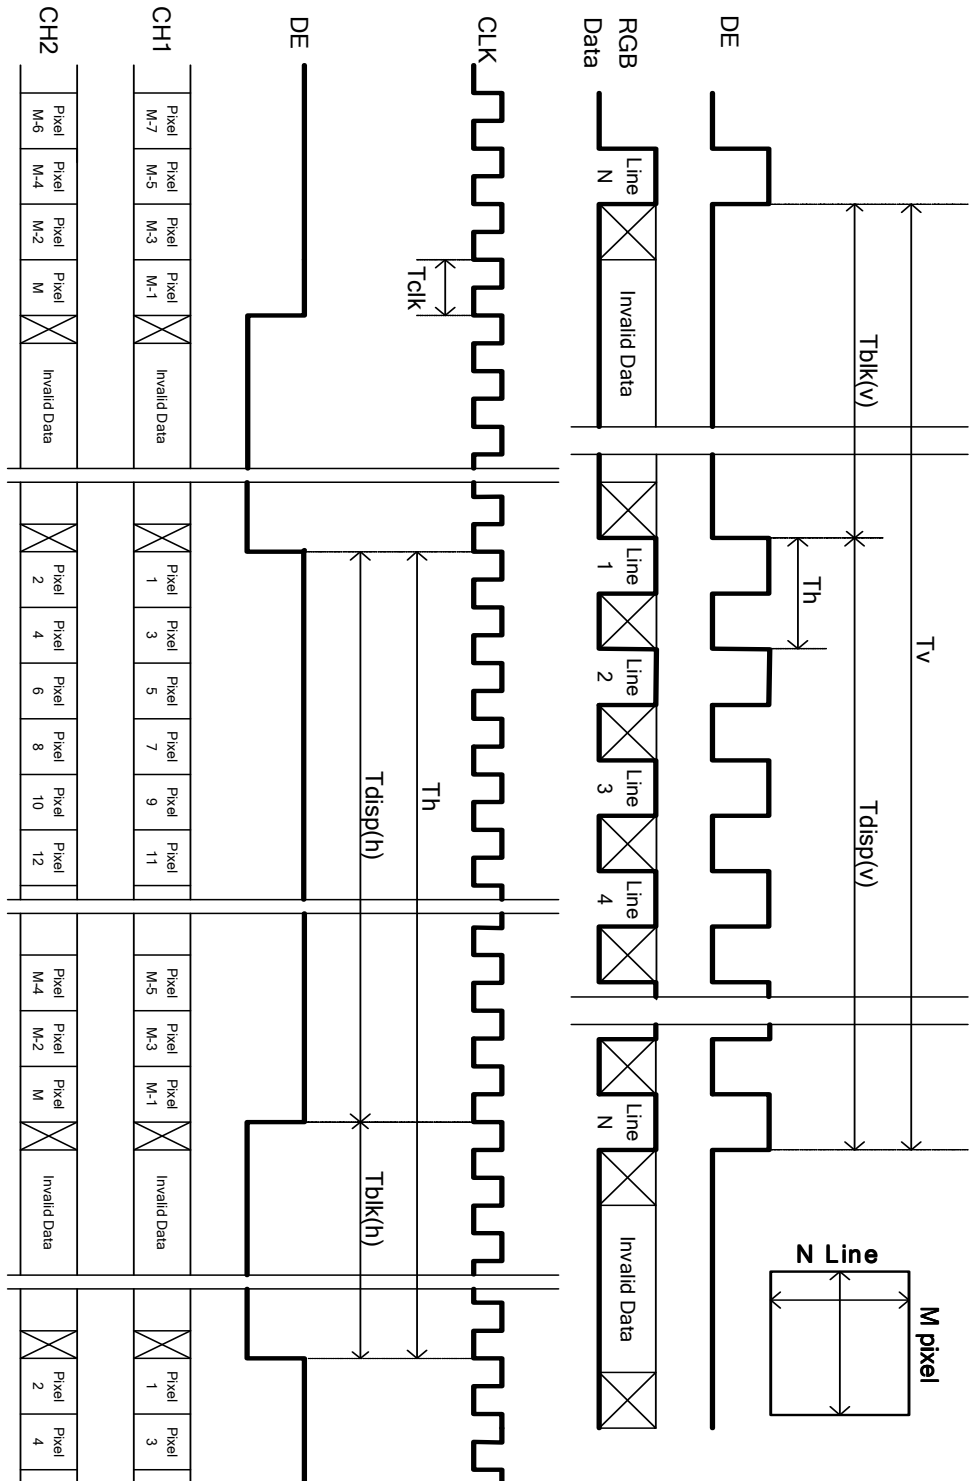 Tv
Tblk(v)
Tdisp(v)
Th
DE
RGB
Data
Line
N
Invalid Data
Line
1
Line
2
Line
3
Line
4
Line
N
Invalid Data
M pixel
N Line
CLK
Tclk
Th
Tdisp(h)
Tblk(h)
DE
CH1
Pixel
M-7
Pixel
M-5
Pixel
M-3
Pixel
M-1
Invalid Data
Pixel
1
Pixel
3
Pixel
5
Pixel
7
Pixel
9
Pixel
11
Pixel
M-5
Pixel
M-3
Pixel
M-1
Invalid Data
Pixel
1
Pixel
3
CH2
Pixel
M-6
Pixel
M-4
Pixel
M-2
Pixel
M
Invalid Data
Pixel
2
Pixel
4
Pixel
6
Pixel
8
Pixel
10
Pixel
12
Pixel
M-4
Pixel
M-2
Pixel
M
Invalid Data
Pixel
2
Pixel
4